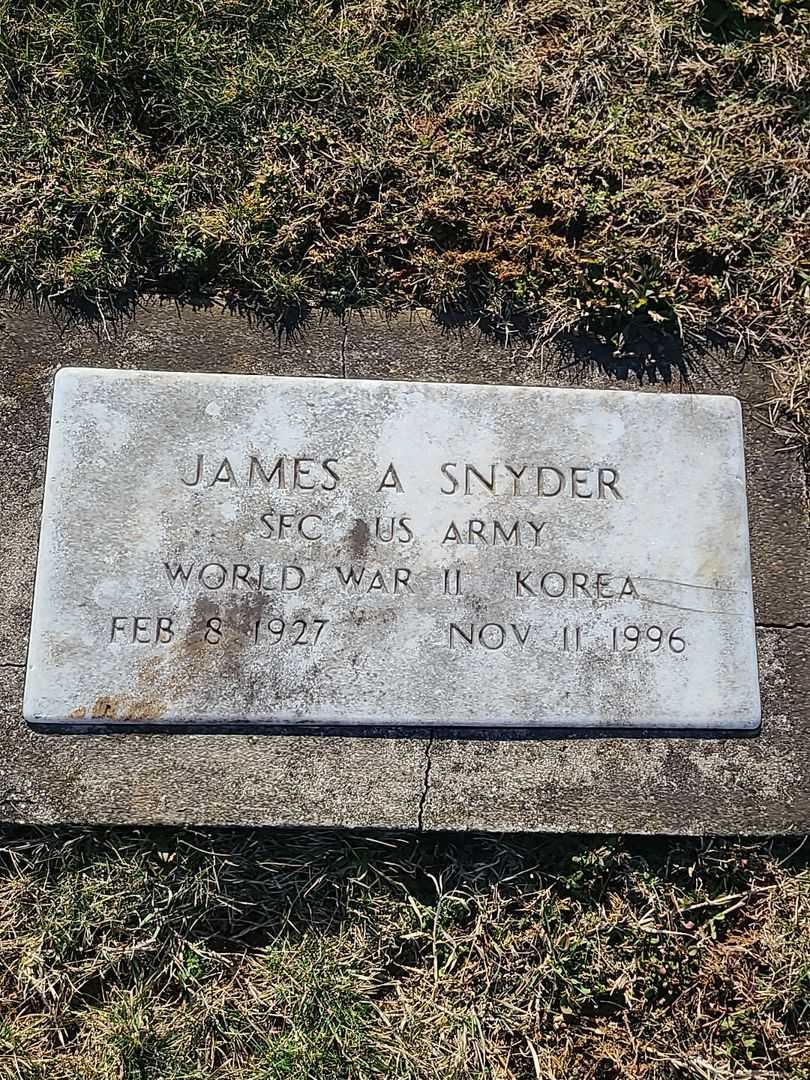 JAMES A SNYDER
SFC US ARMY
WORLD WAR II KOREA
FEB 8 1927 NOV 11 1996